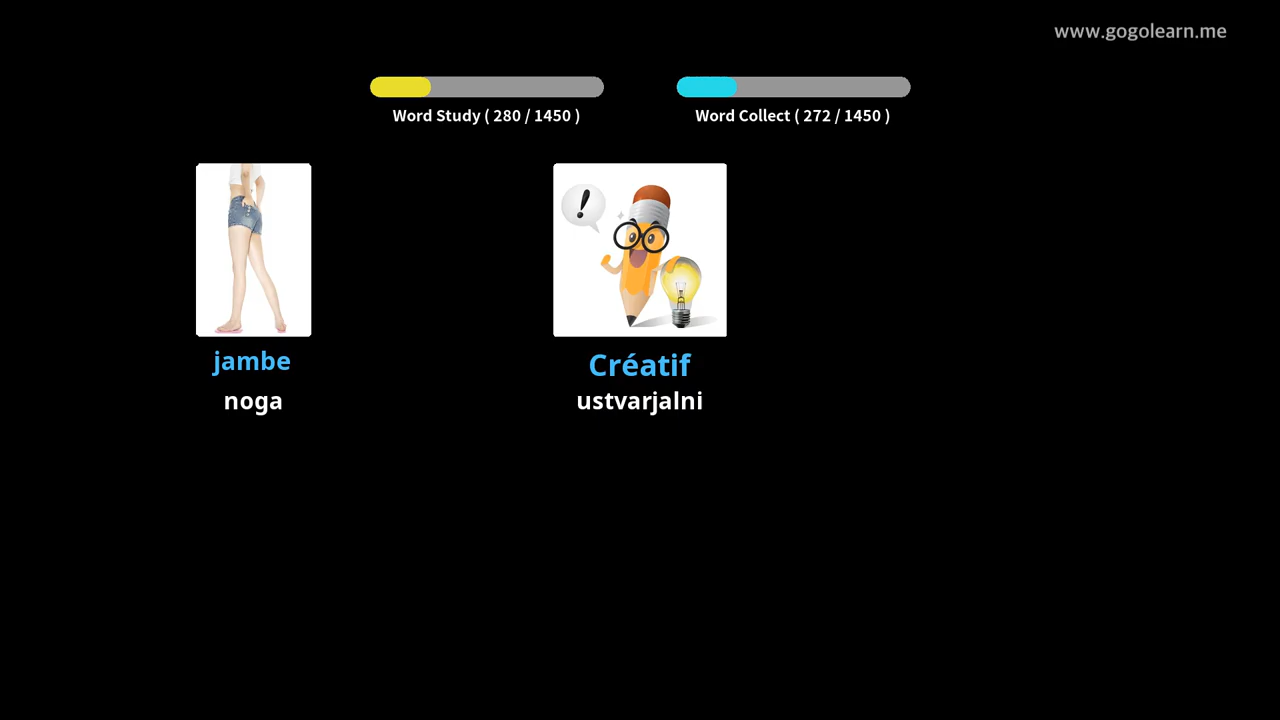 www.gogolearn.me
Word Study ( 280 / 1450 )
Word Collect ( 272 / 1450 )
!
jambe
noga
Créatif
ustvarjalni